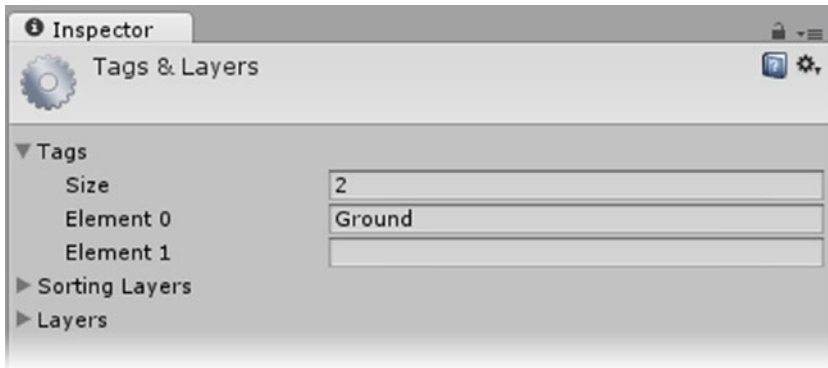 Inspector
Tags & Layers
Tags
Size 2
Element 0 Ground
Element 1
Sorting Layers
Layers